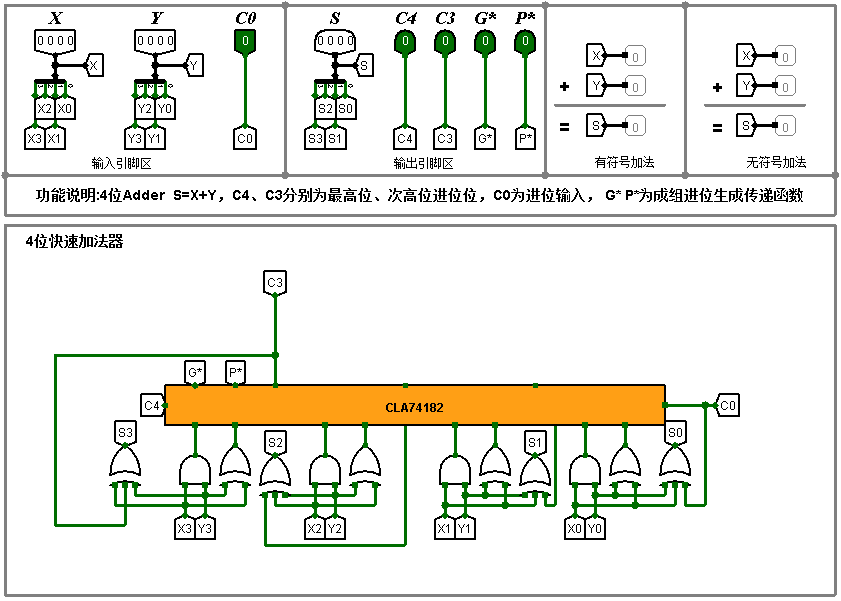 X Y C0 S C4 C3 G* P*
0 0 0 0 0 0 0 0 0 0 0 0 0 0 0 0 0
X Y S
X 0 X 0
X2 X0 Y2 Y0 S2 S0 + Y 0 + Y 0
X3 X1 Y3 Y1 C0 S3 S1 C4 C3 G* P* = S 0 = S 0
输入引脚区 输出引脚区 有符号加法 无符号加法
功能说明:4位Adder S=X+Y，C4、C3分别为最高位、次高位进位位，C0为进位输入， G* P*为成组进位生成传递函数
4位快速加法器
C3
G* P*
C4 CLA74182 C0
S3 S2 S1 S0
X3 Y3 X2 Y2 X1 Y1 X0 Y0